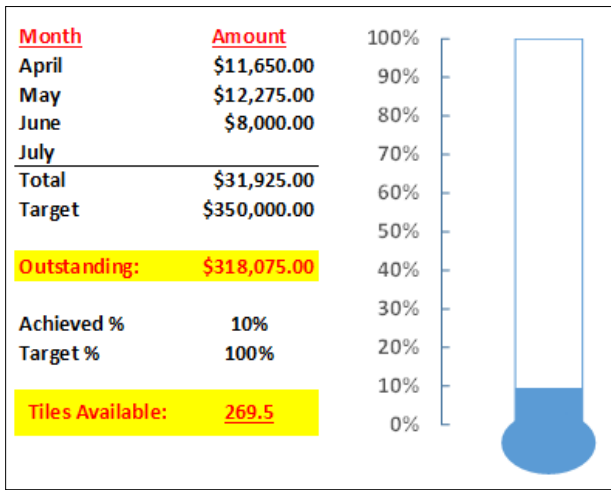 Month Amount
April $11,650.00
May $12,275.00
June $8,000.00
July
Total $31,925.00
Target $350,000.00
Outstanding: $318,075.00
Achieved % 10%
Target % 100%
Tiles Available: 269.5
100%
90%
80%
70%
60%
50%
40%
30%
20%
10%
0%